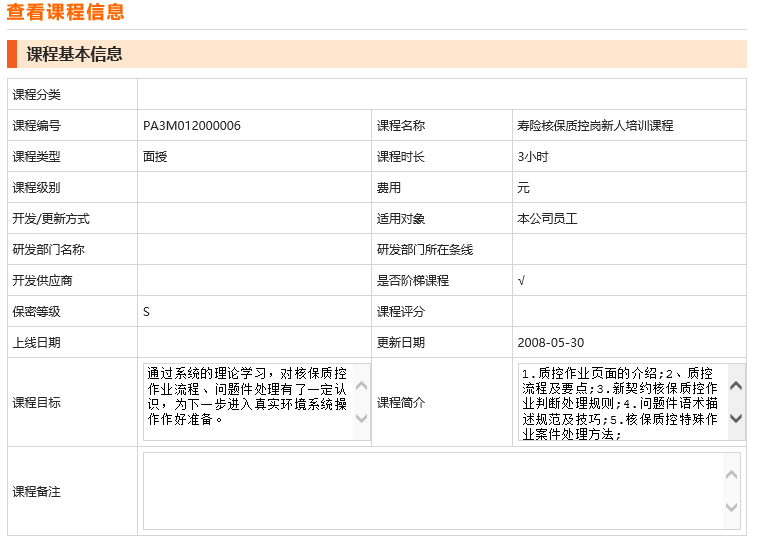 查看课程信息
课程基本信息
课程分类
课程编号 PA3M012000006 课程名称 寿险核保质控岗新人培训课程
课程类型 面授 课程时长 3小时
课程级别 费用 元
开发/更新方式 适用对象 本公司员工
研发部门名称 研发部门所在条线
开发供应商 是否阶梯课程 √
保密等级 S 课程评分
上线日期 更新日期 2008-05-30
课程目标
通过系统的理论学习，对核保质控
作业流程、问题件处理有了一定认
识，为下一步进入真实环境系统操
作作好准备。
课程简介
1.质控作业页面的介绍;2、质控
流程及要点;3.新契约核保质控作
业判断处理规则;4.问题件语术描
述规范及技巧;5.核保质控特殊作
业案件处理方法;
课程备注